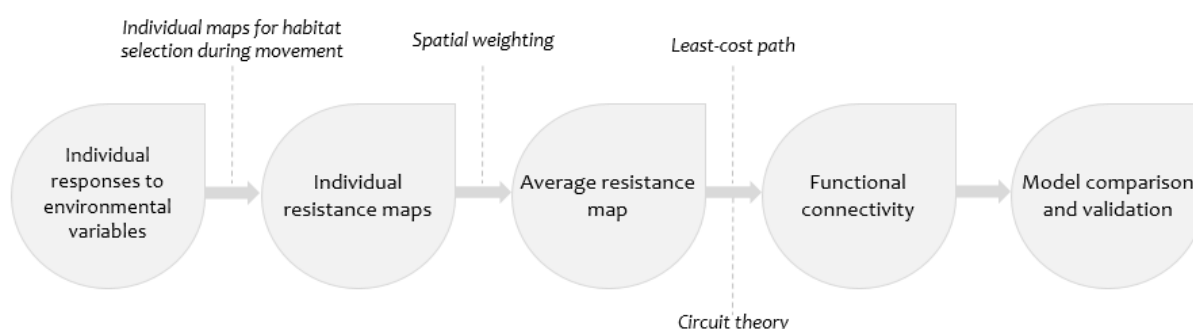 Individual maps for habitat
selection during movement
Spatial weighting
Least-cost path
Individual
responses to
environmental
variables
Individual
resistance maps
Average resistance
map
Functional
connectivity
Model comparison
and validation
Circuit theory